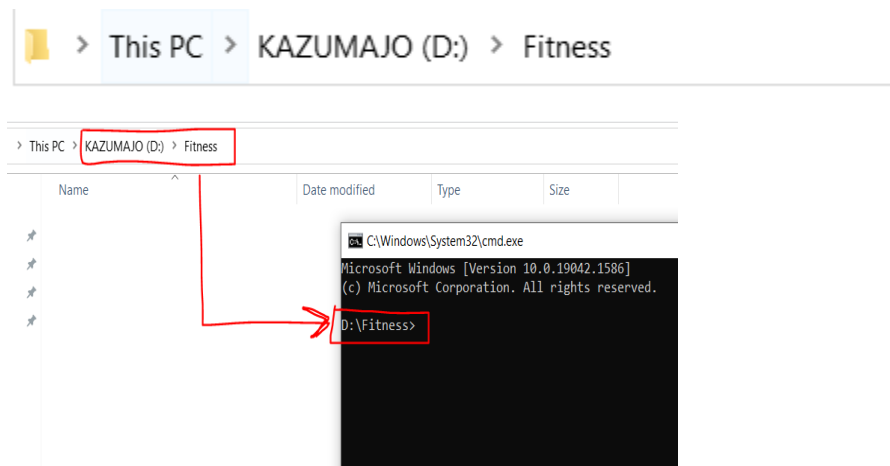 > This PC > KAZUMAJO (D:) > Fitness
> This PC > KAZUMAJO (D:) > Fitness
Name Date modified Type Size
C:\Windows\System32\cmd.exe
Microsoft Windows [Version 10.0.19042.1586]
(c) Microsoft Corporation. All rights reserved.
D:\Fitness>